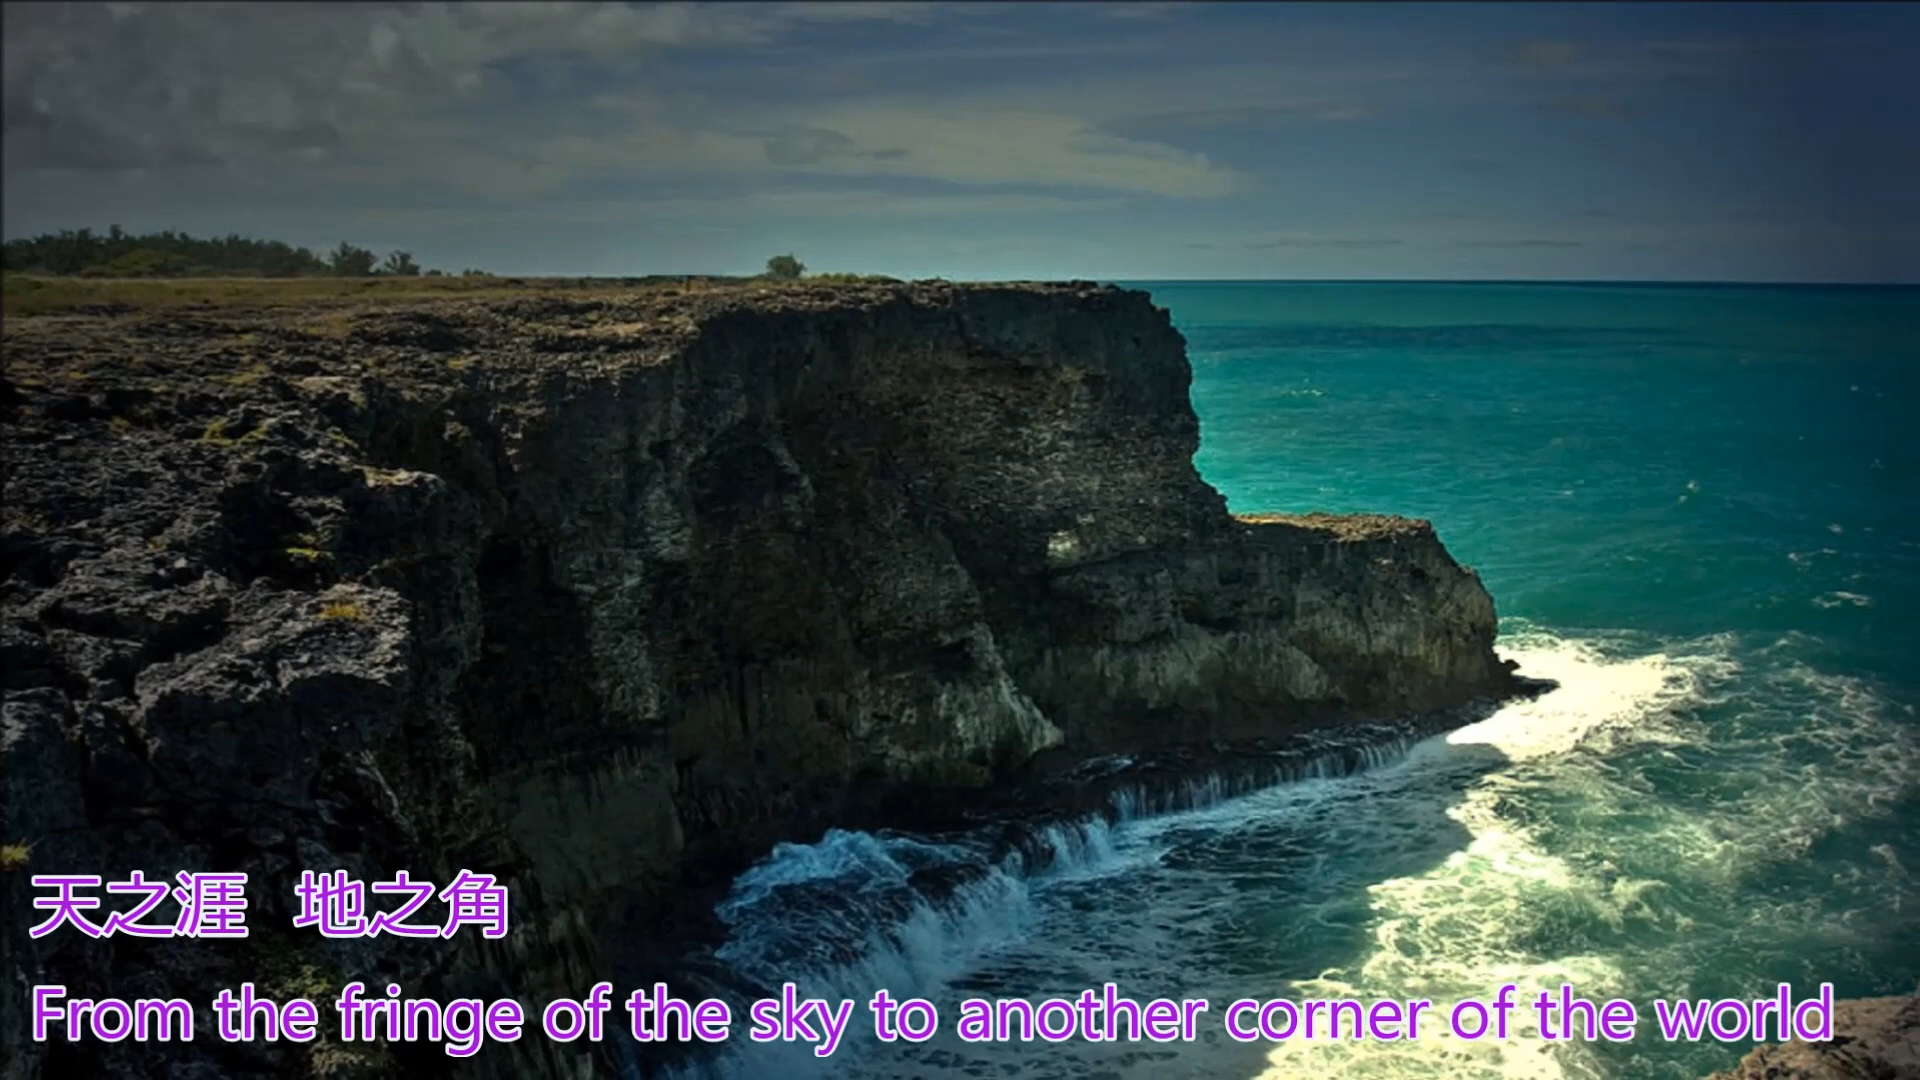 天之涯 地之角
From the fringe of the sky to another corner of the world